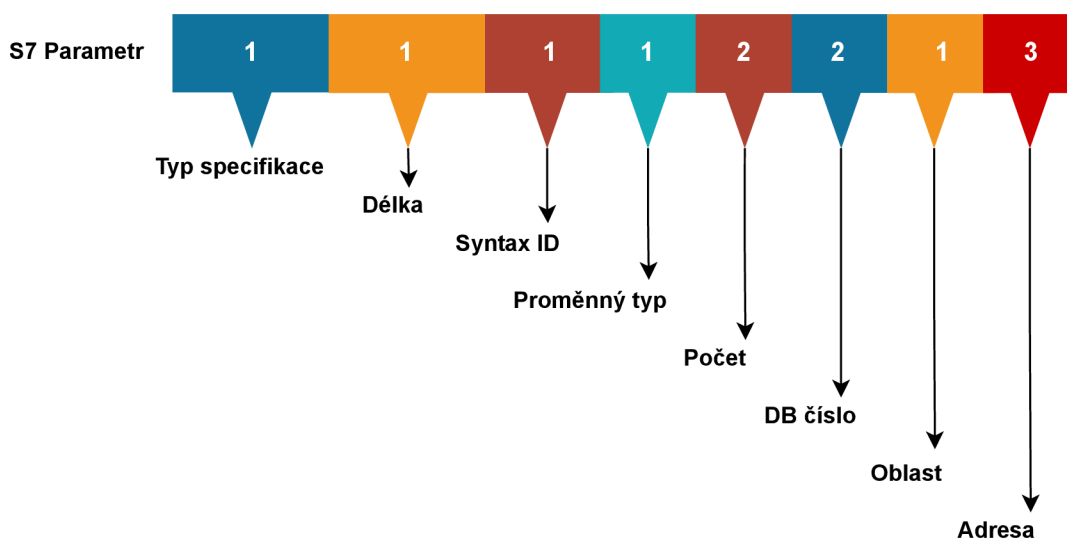 S7 Parametr 1 1 1 1 2 2 1 3
Typ specifikace
Délka
Syntax ID
Proměnný typ
Počet
DB číslo
Oblast
Adresa